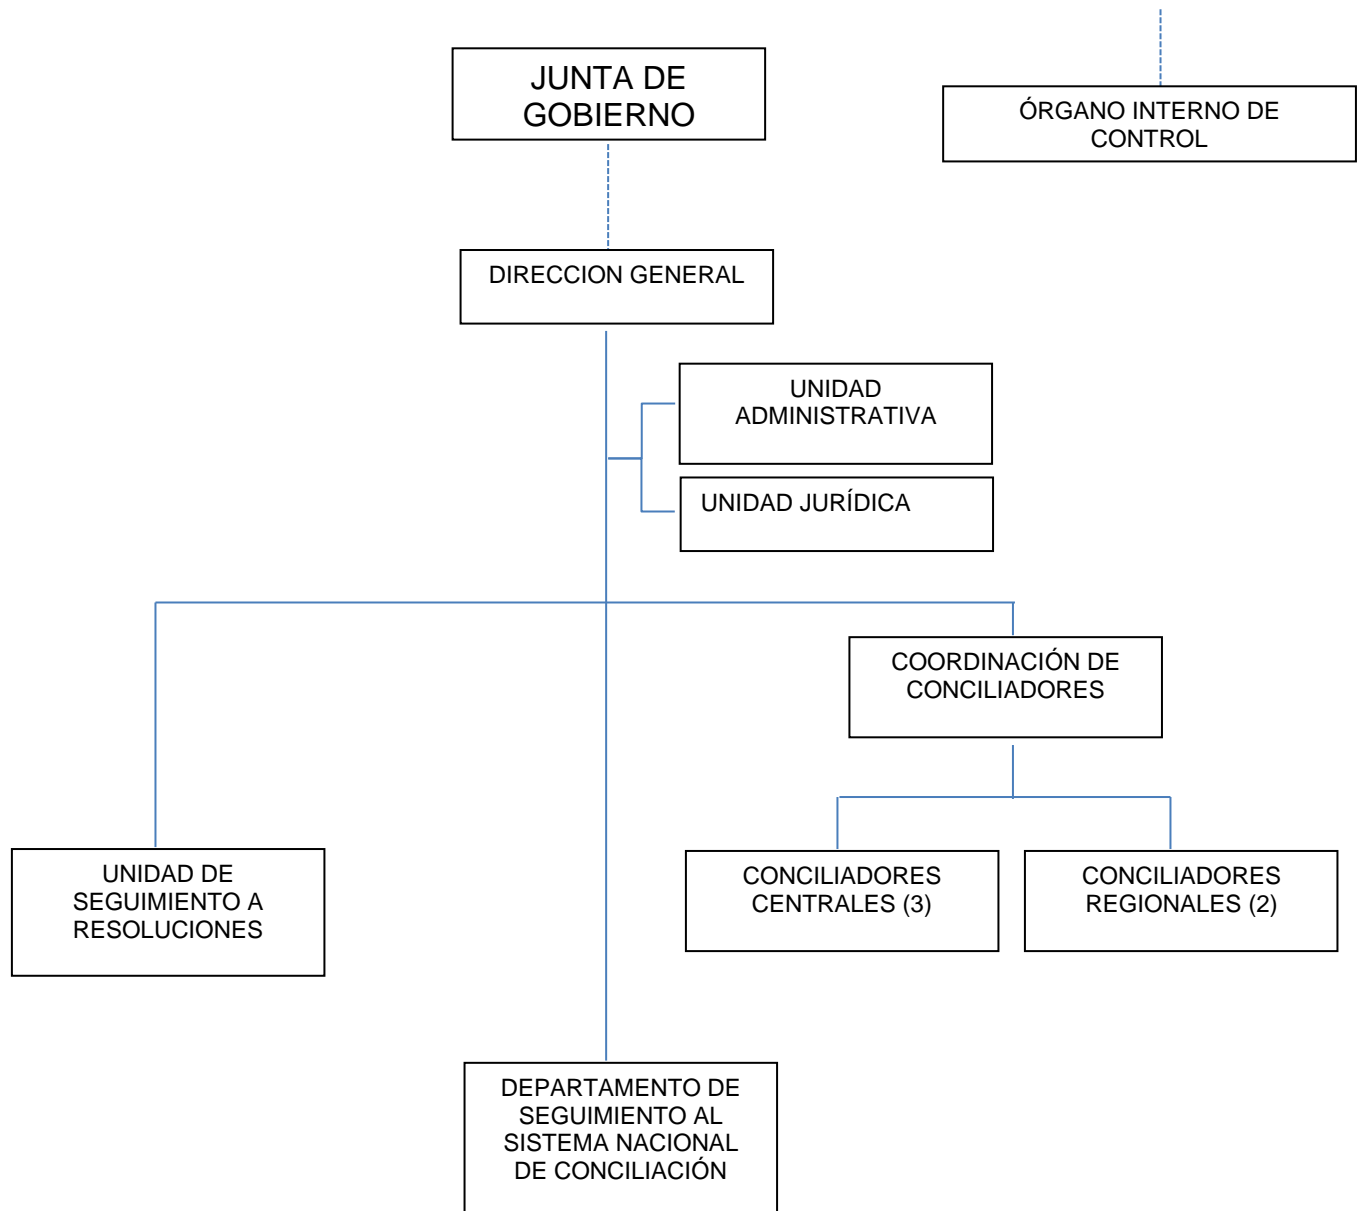 JUNTA DE
GOBIERNO
ÓRGANO INTERNO DE
CONTROL
DIRECCION GENERAL
UNIDAD
ADMINISTRATIVA
UNIDAD JURÍDICA
COORDINACIÓN DE
CONCILIADORES
UNIDAD DE
SEGUIMIENTO A
RESOLUCIONES
CONCILIADORES
CENTRALES (3)
CONCILIADORES
REGIONALES (2)
DEPARTAMENTO DE
SEGUIMIENTO AL
SISTEMA NACIONAL
DE CONCILIACIÓN